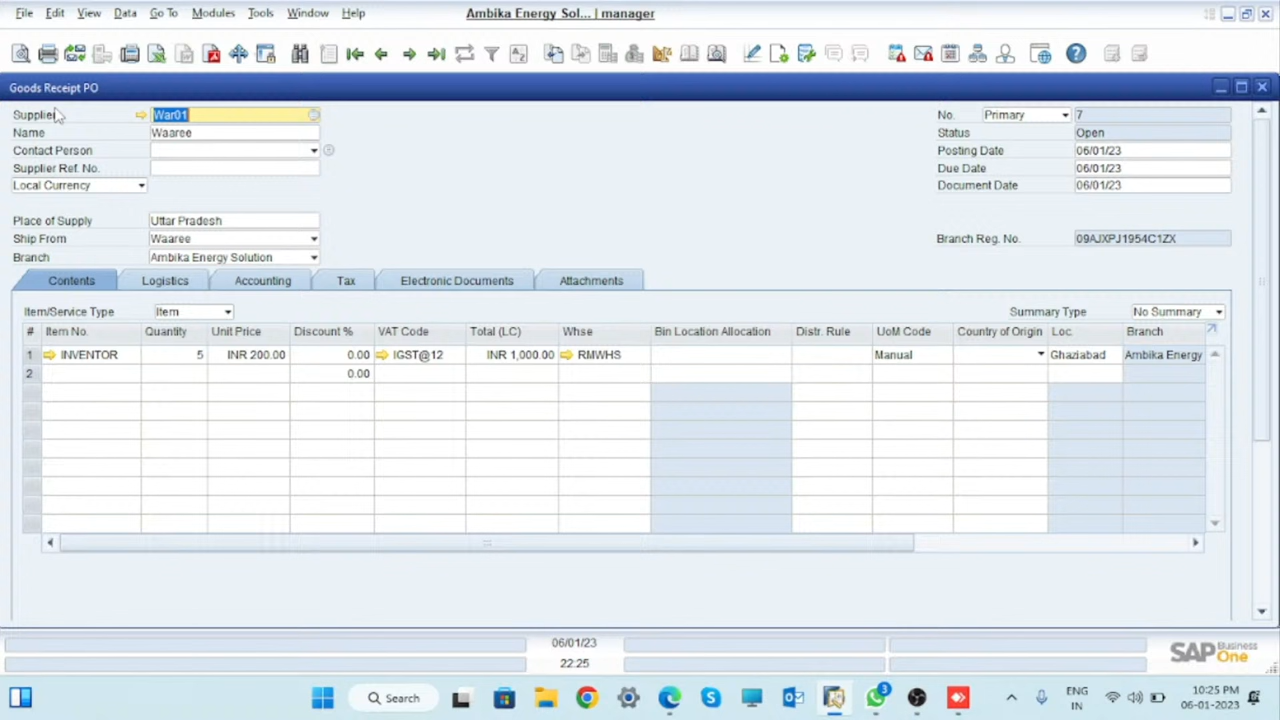 File Edit View Data Go To Modules Tools Window Help Ambika Energy Sol... | manager
Goods Receipt PO
Supplier War01
Name Waaree
Contact Person
Supplier Ref. No.
Local Currency
Place of Supply Uttar Pradesh
Ship From Waaree
Branch Ambika Energy Solution
No. Primary 7
Status Open
Posting Date 06/01/23
Due Date 06/01/23
Document Date 06/01/23
Branch Reg. No. 09AJXPJ1954C1ZX
Contents Logistics Accounting Tax Electronic Documents Attachments
Item/Service Type Item Summary Type No Summary
# Item No. Quantity Unit Price Discount % VAT Code Total (LC) Whse Bin Location Allocation Distr. Rule UoM Code Country of Origin Loc. Branch
1 INVENTOR 5 INR 200.00 0.00 IGST@12 INR 1,000.00 RMWHS Manual Ghaziabad Ambika Energy
2 0.00
06/01/23
22:25
SAP Business One
Search 3 ENG IN 10:25 PM 06-01-2023